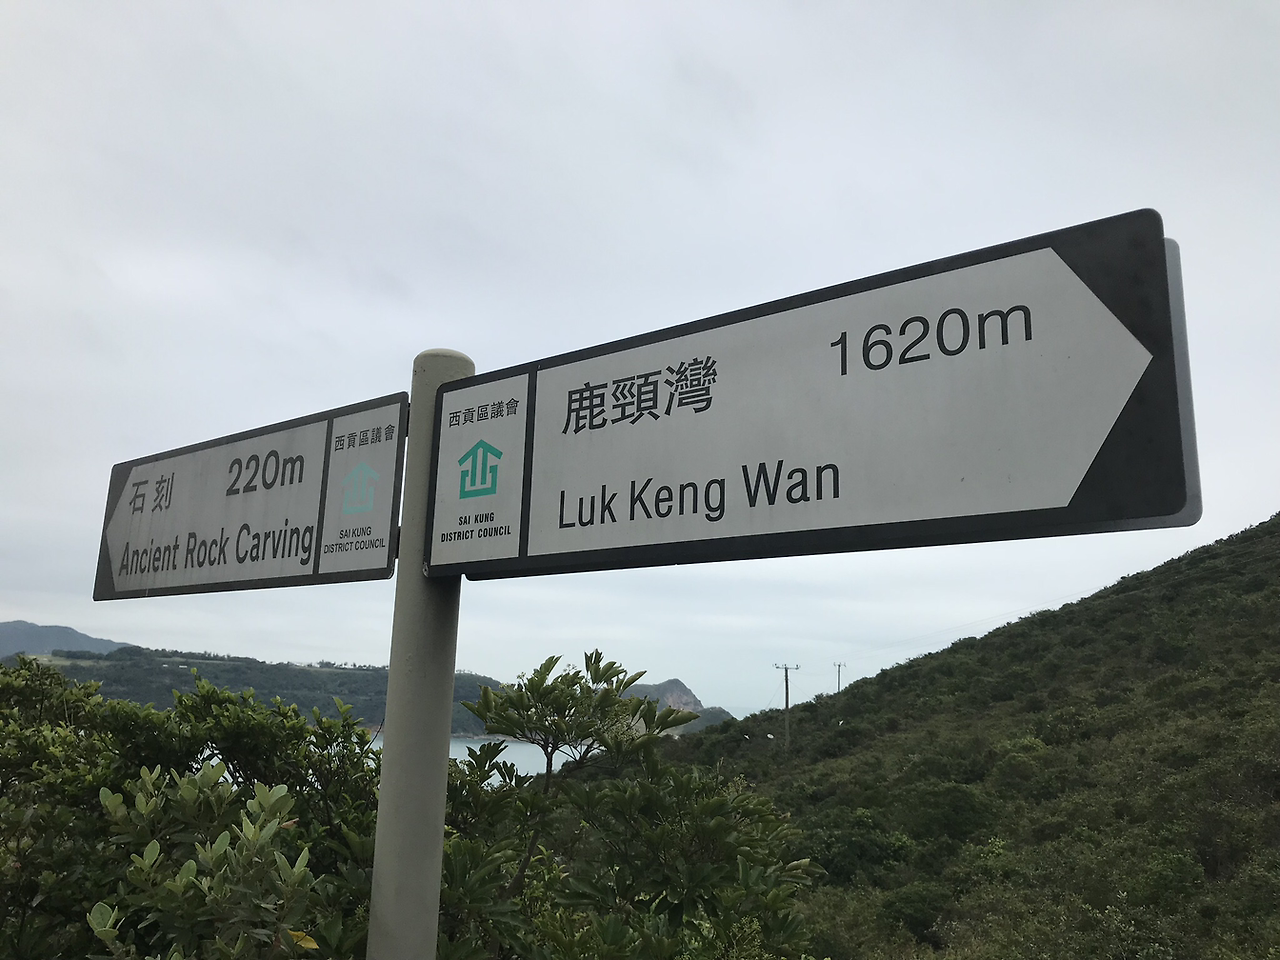 石刻
220m
Ancient Rock Carving
西貢區議會
SAI KUNG
DISTRICT COUNCIL
西貢區議會
SAI KUNG
DISTRICT COUNCIL
鹿頸灣
1620m
Luk Keng Wan